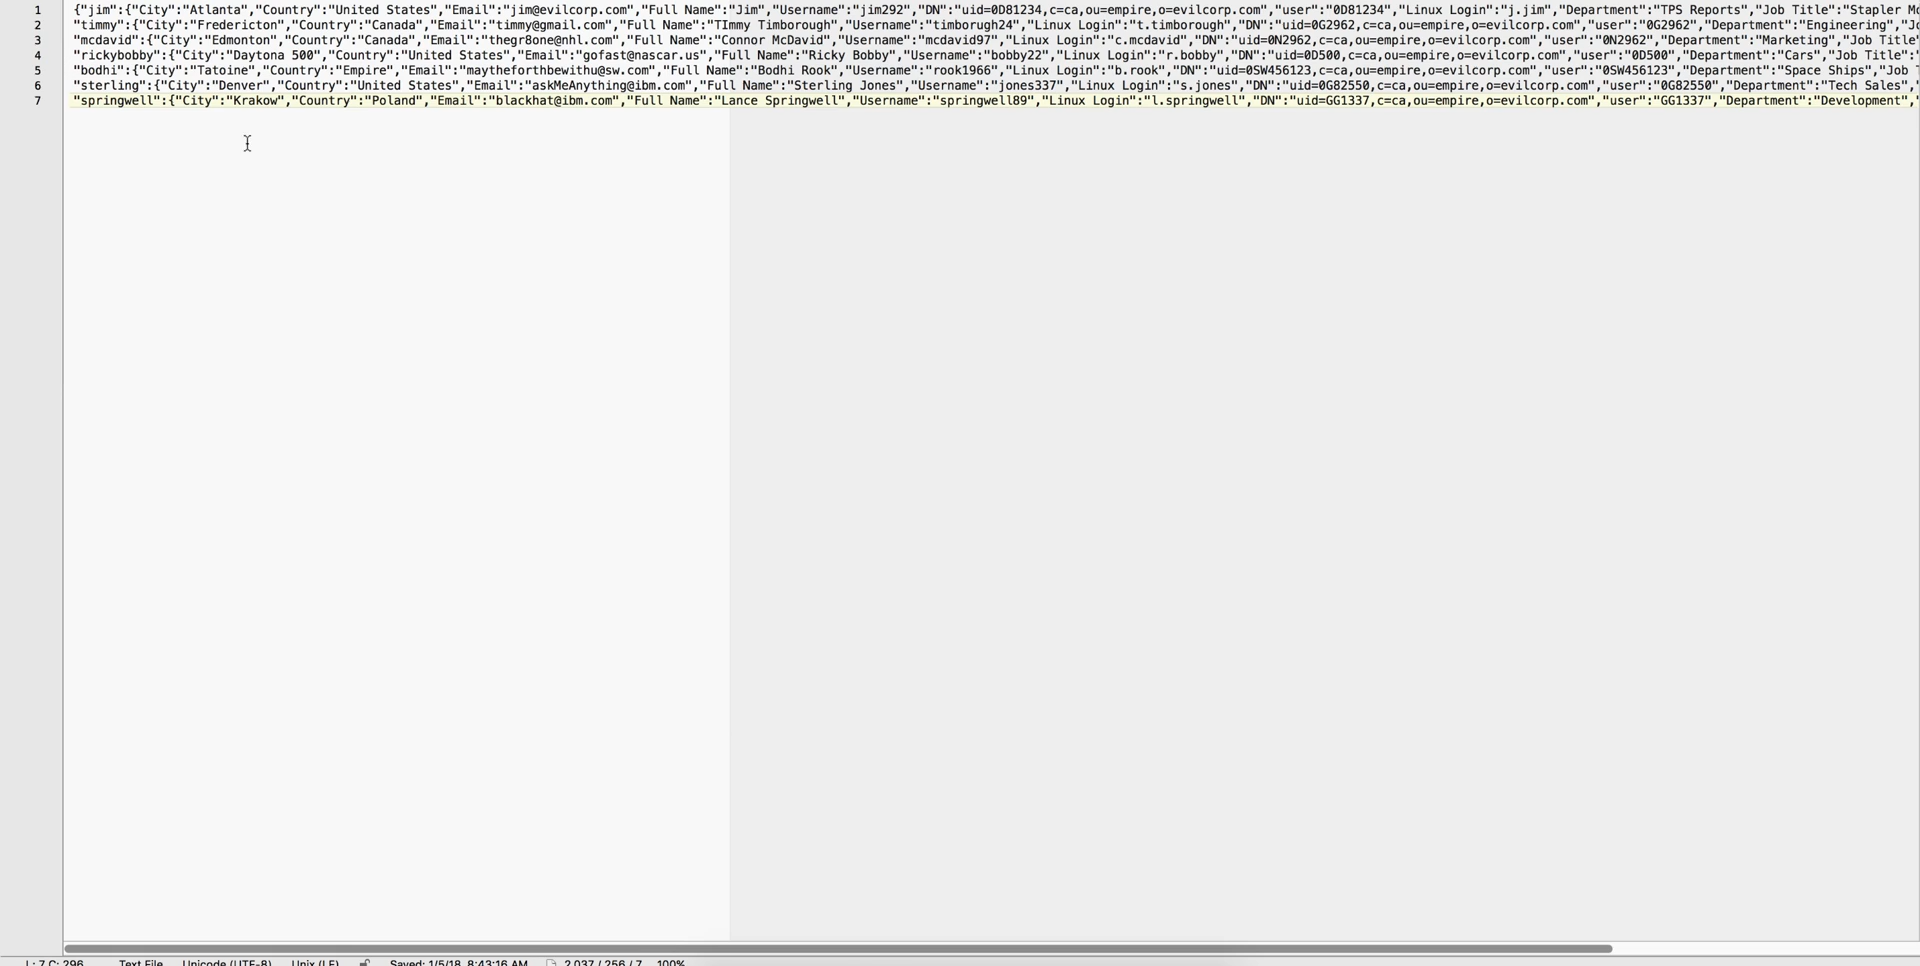 1 {"jim":{"City":"Atlanta","Country":"United States","Email":"jim@evilcorp.com","Full Name":"Jim","Username":"jim292","DN":"uid=0D81234,c=ca,ou=empire,o=evilcorp.com","user":"0D81234","Linux Login":"j.jim","Department":"TPS Reports","Job Title":"Stapler Mo
2 "timmy":{"City":"Fredericton","Country":"Canada","Email":"timmy@gmail.com","Full Name":"TImmy Timborough","Username":"timborugh24","Linux Login":"t.timborough","DN":"uid=0G2962,c=ca,ou=empire,o=evilcorp.com","user":"0G2962","Department":"Engineering","Jo
3 "mcdavid":{"City":"Edmonton","Country":"Canada","Email":"thegr8one@nhl.com","Full Name":"Connor McDavid","Username":"mcdavid97","Linux Login":"c.mcdavid","DN":"uid=0N2962,c=ca,ou=empire,o=evilcorp.com","user":"0N2962","Department":"Marketing","Job Title"
4 "rickybobby":{"City":"Daytona 500","Country":"United States","Email":"gofast@nascar.us","Full Name":"Ricky Bobby","Username":"bobby22","Linux Login":"r.bobby","DN":"uid=0D500,c=ca,ou=empire,o=evilcorp.com","user":"0D500","Department":"Cars","Job Title":"
5 "bodhi":{"City":"Tatoine","Country":"Empire","Email":"maytheforthbewithu@sw.com","Full Name":"Bodhi Rook","Username":"rook1966","Linux Login":"b.rook","DN":"uid=0SW456123,c=ca,ou=empire,o=evilcorp.com","user":"0SW456123","Department":"Space Ships","Job T
6 "sterling":{"City":"Denver","Country":"United States","Email":"askMeAnything@ibm.com","Full Name":"Sterling Jones","Username":"jones337","Linux Login":"s.jones","DN":"uid=0G82550,c=ca,ou=empire,o=evilcorp.com","user":"0G82550","Department":"Tech Sales","
7 "springwell":{"City":"Krakow","Country":"Poland","Email":"blackhat@ibm.com","Full Name":"Lance Springwell","Username":"springwell89","Linux Login":"l.springwell","DN":"uid=GG1337,c=ca,ou=empire,o=evilcorp.com","user":"GG1337","Department":"Development","
L: 7 C: 296 Text File Unicode (UTF-8) Unix (LF) Saved: 1/5/18, 8:43:16 AM 2,037 / 256 / 7 100%